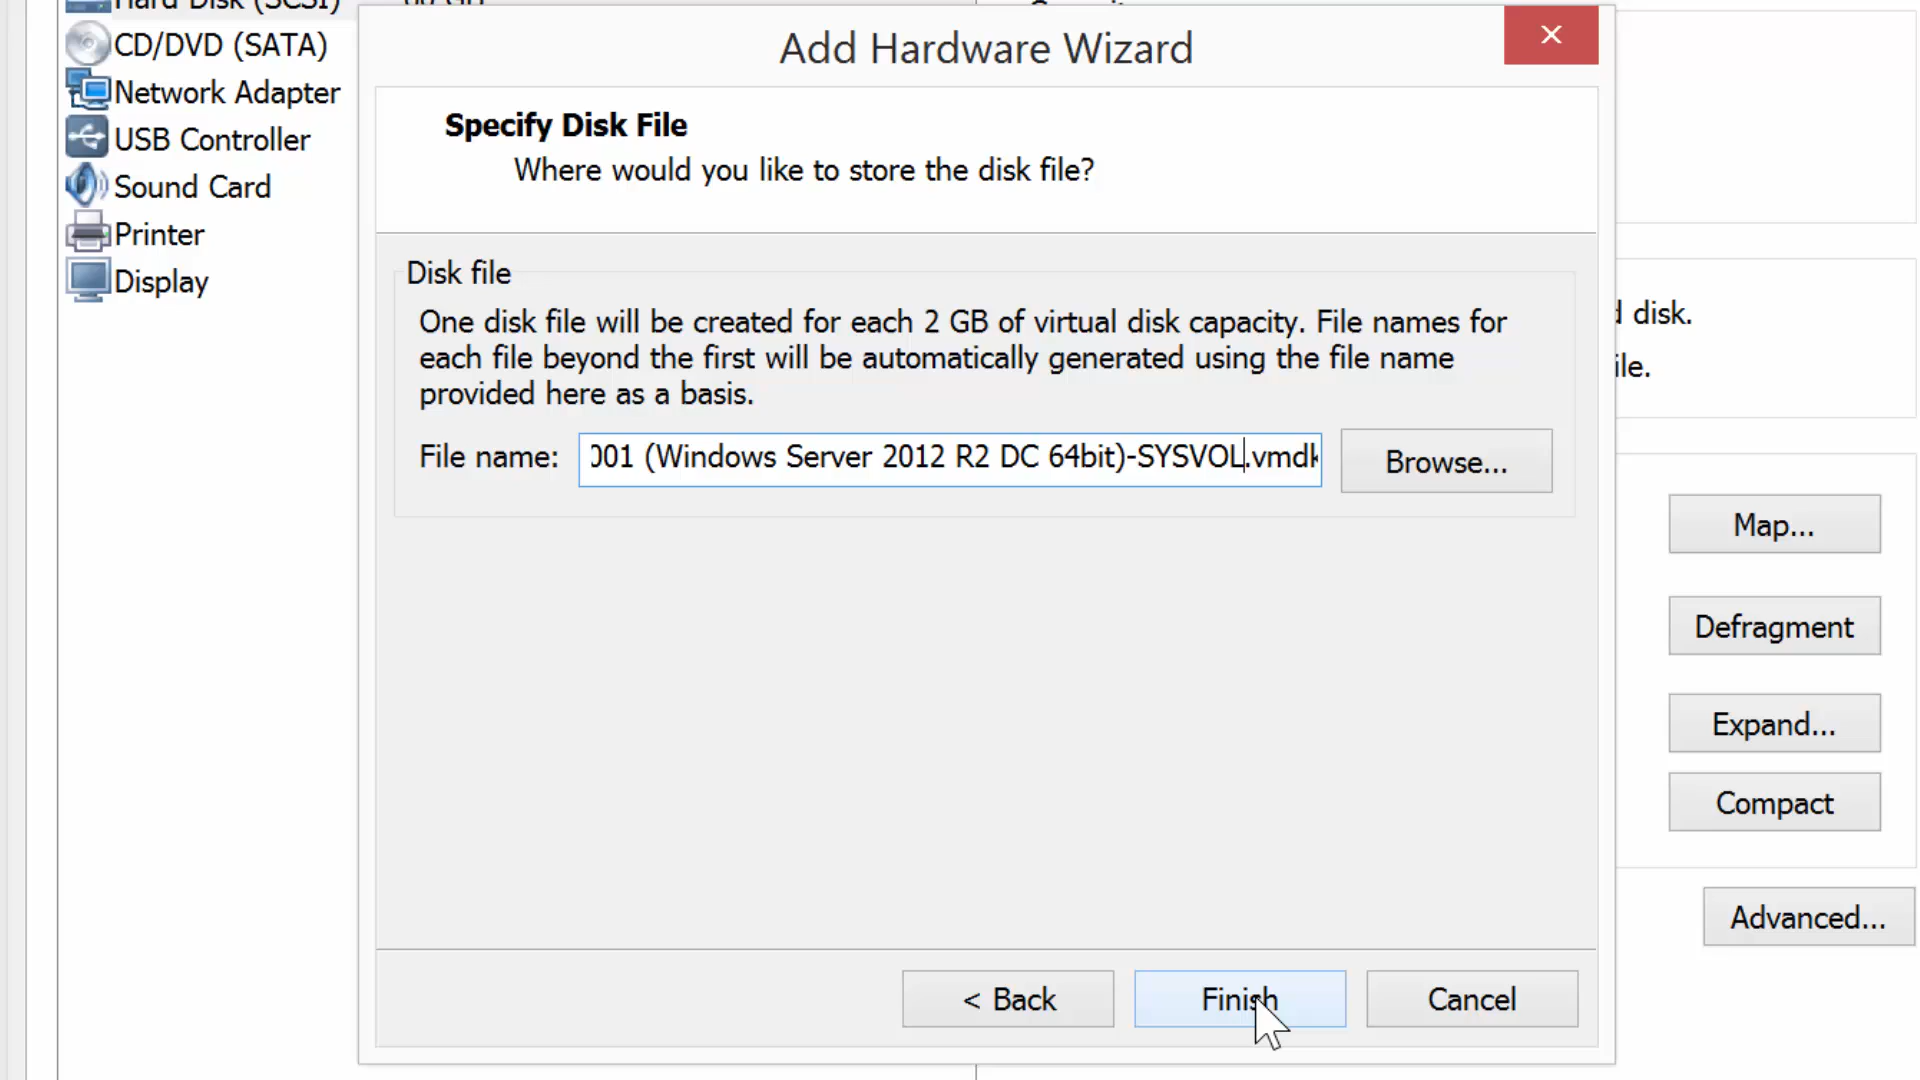 Hard Disk (SCSI)
CD/DVD (SATA)
Network Adapter
USB Controller
Sound Card
Printer
Display
Add Hardware Wizard
Specify Disk File
Where would you like to store the disk file?
Disk file
One disk file will be created for each 2 GB of virtual disk capacity. File names for
each file beyond the first will be automatically generated using the file name
provided here as a basis.
File name: 001 (Windows Server 2012 R2 DC 64bit)-SYSVOL.vmdk
Browse...
< Back
Finish
Cancel
disk.
Map...
Defragment
Expand...
Compact
Advanced...